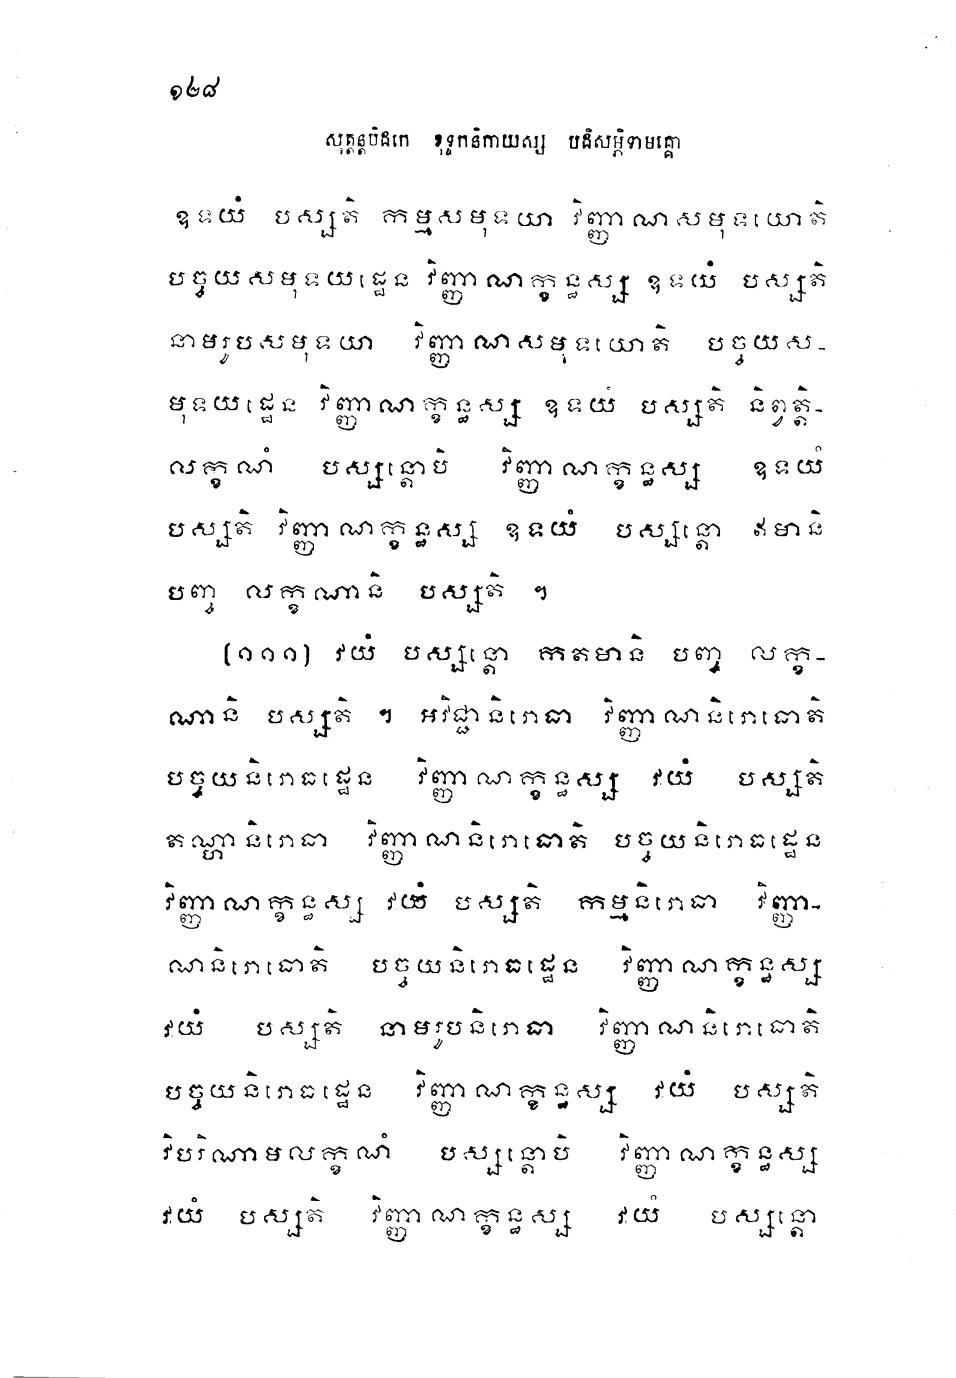 ១២៨
សុត្តន្តបិដកេ ខុទ្ទកនិកាយស្ស បដិសម្ភិទាមគ្គោ
ឧទយំ បស្សតិ កម្មសមុទយា វិញ្ញាណសមុទយោតិ
បច្ចយសមុទយដ្ឋេន វិញ្ញាណក្ខន្ធស្ស ឧទយំ បស្សតិ
នាមរូបសមុទយា វិញ្ញាណសមុទយោតិ បច្ចយស-
មុទយដ្ឋេន វិញ្ញាណក្ខន្ធស្ស ឧទយំ បស្សតិ និព្វត្តិ-
លក្ខណំ បស្សន្តោបិ វិញ្ញាណក្ខន្ធស្ស ឧទយំ
បស្សតិ វិញ្ញាណក្ខន្ធស្ស ឧទយំ បស្សន្តោ ឥមានិ
បញ្ច លក្ខណានិ បស្សតិ ។
(១១១) វយំ បស្សន្តោ កតមានិ បញ្ច លក្ខ-
ណានិ បស្សតិ ។ អវិជ្ជានិរោធា វិញ្ញាណនិរោធោតិ
បច្ចយនិរោធដ្ឋេន វិញ្ញាណក្ខន្ធស្ស វយំ បស្សតិ
តណ្ហានិរោធា វិញ្ញាណនិរោធោតិ បច្ចយនិរោធដ្ឋេន
វិញ្ញាណក្ខន្ធស្ស វយំ បស្សតិ កម្មនិរោធា វិញ្ញា-
ណនិរោធោតិ បច្ចយនិរោធដ្ឋេន វិញ្ញាណក្ខន្ធស្ស
វយំ បស្សតិ នាមរូបនិរោធា វិញ្ញាណនិរោធោតិ
បច្ចយនិរោធដ្ឋេន វិញ្ញាណក្ខន្ធស្ស វយំ បស្សតិ
វិបរិណាមលក្ខណំ បស្សន្តោបិ វិញ្ញាណក្ខន្ធស្ស
វយំ បស្សតិ វិញ្ញាណក្ខន្ធស្ស វយំ បស្សន្តោ